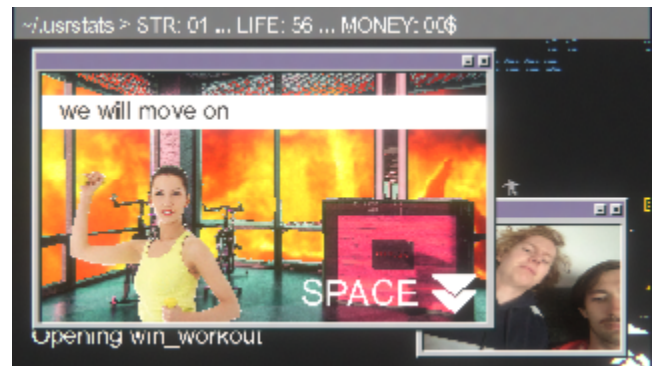 ~/.usrstats > STR: 01 ... LIFE: 56 ... MONEY: 00$
we will move on
SPACE
Opening win_workout